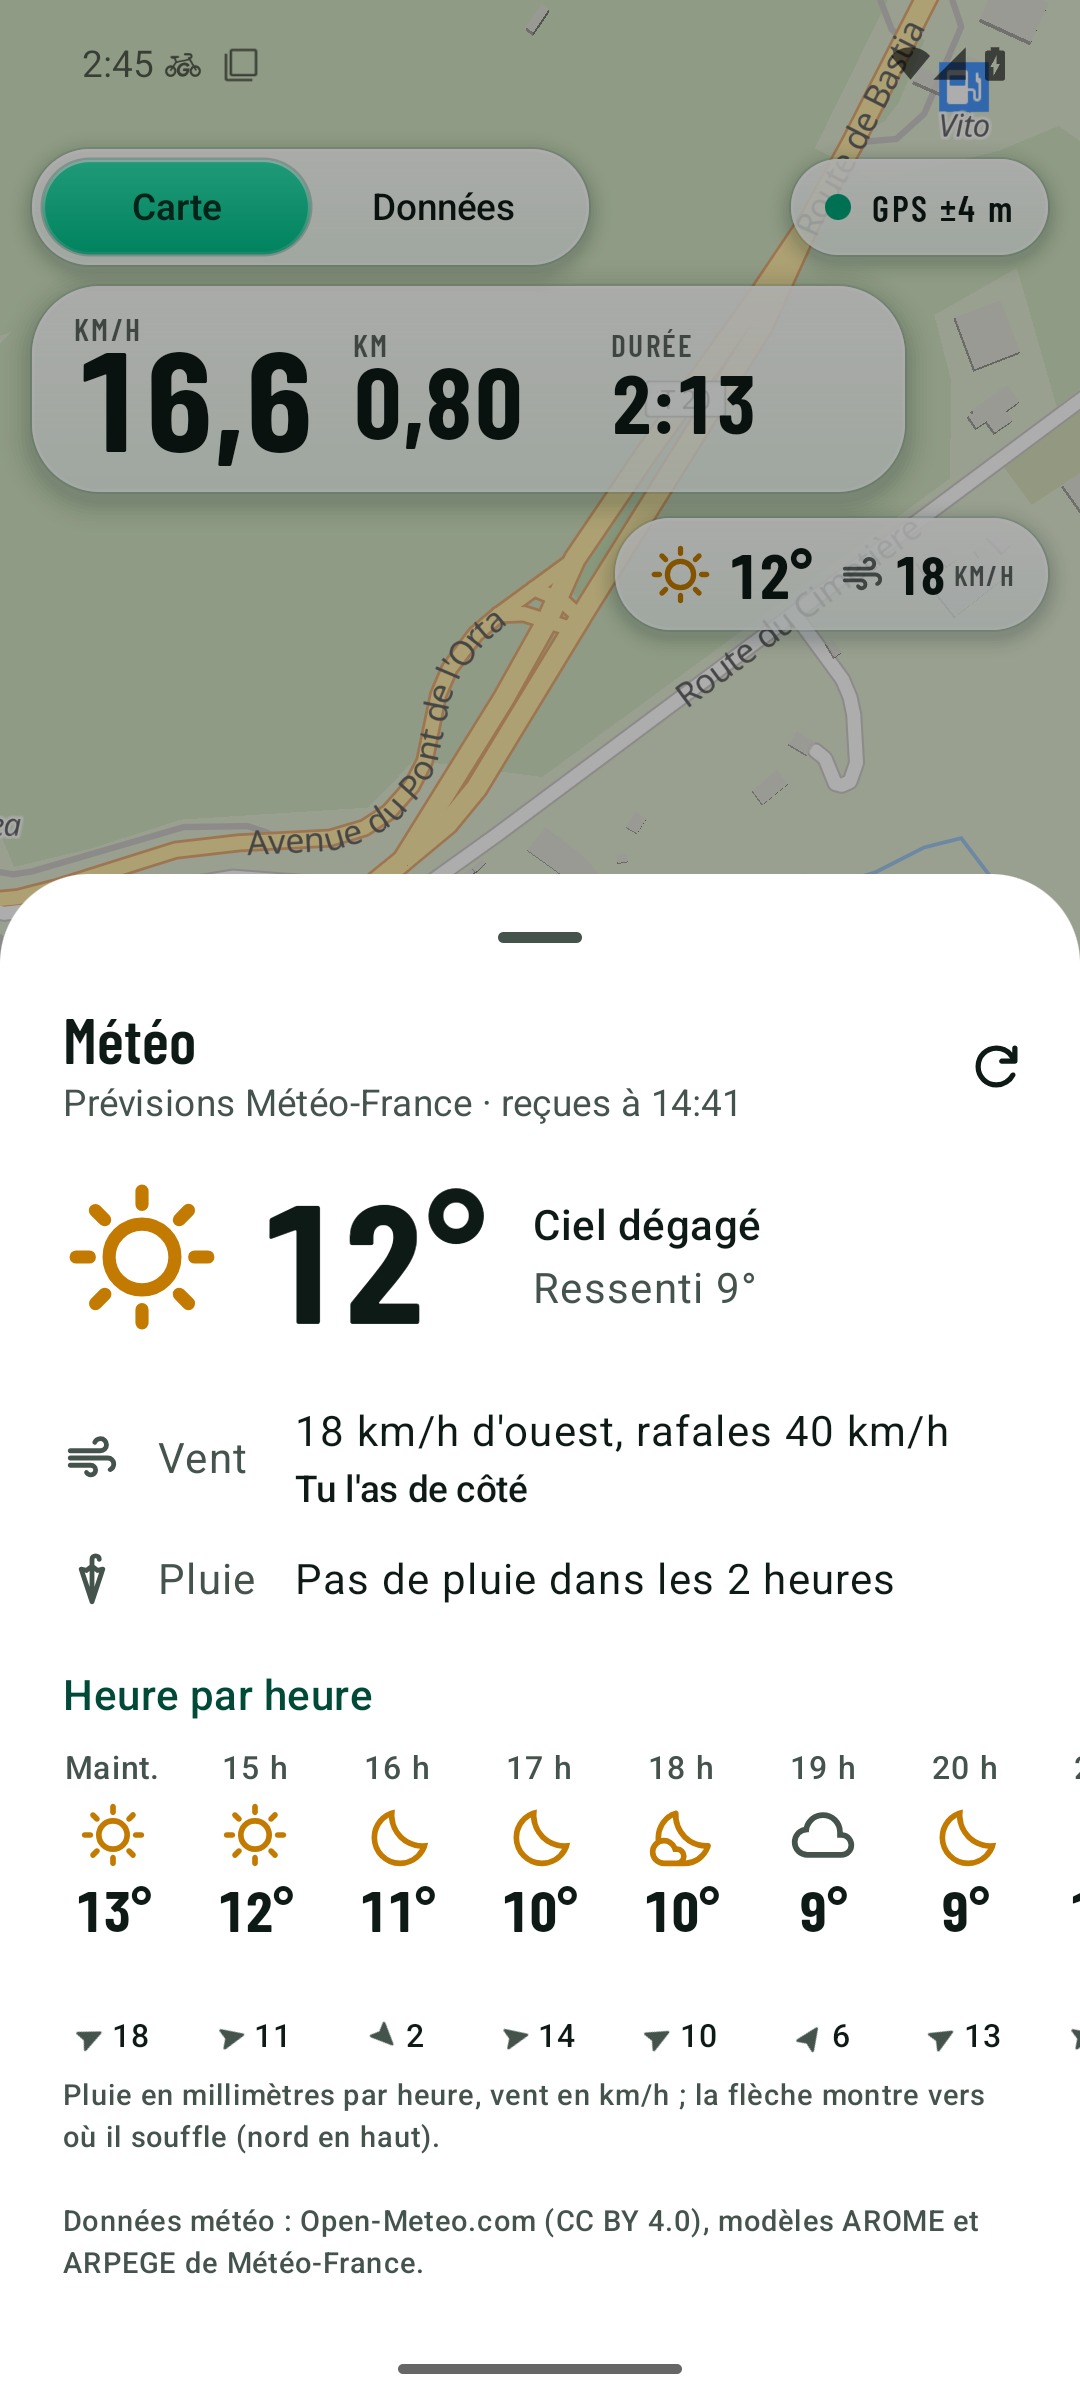 2:45
Route de Bastia
Vito
Carte
Données
GPS ±4 m
KM/H
16,6
KM
0,80
DURÉE
2:13
12°
18 KM/H
Route du Cimetière
Avenue du Pont de l'Orta
ea
Météo
Prévisions Météo-France · reçues à 14:41
12°
Ciel dégagé
Ressenti 9°
Vent
18 km/h d'ouest, rafales 40 km/h
Tu l'as de côté
Pluie
Pas de pluie dans les 2 heures
Heure par heure
Maint. 15 h 16 h 17 h 18 h 19 h 20 h
13° 12° 11° 10° 10° 9° 9°
18 11 2 14 10 6 13
Pluie en millimètres par heure, vent en km/h ; la flèche montre vers
où il souffle (nord en haut).
Données météo : Open-Meteo.com (CC BY 4.0), modèles AROME et
ARPEGE de Météo-France.